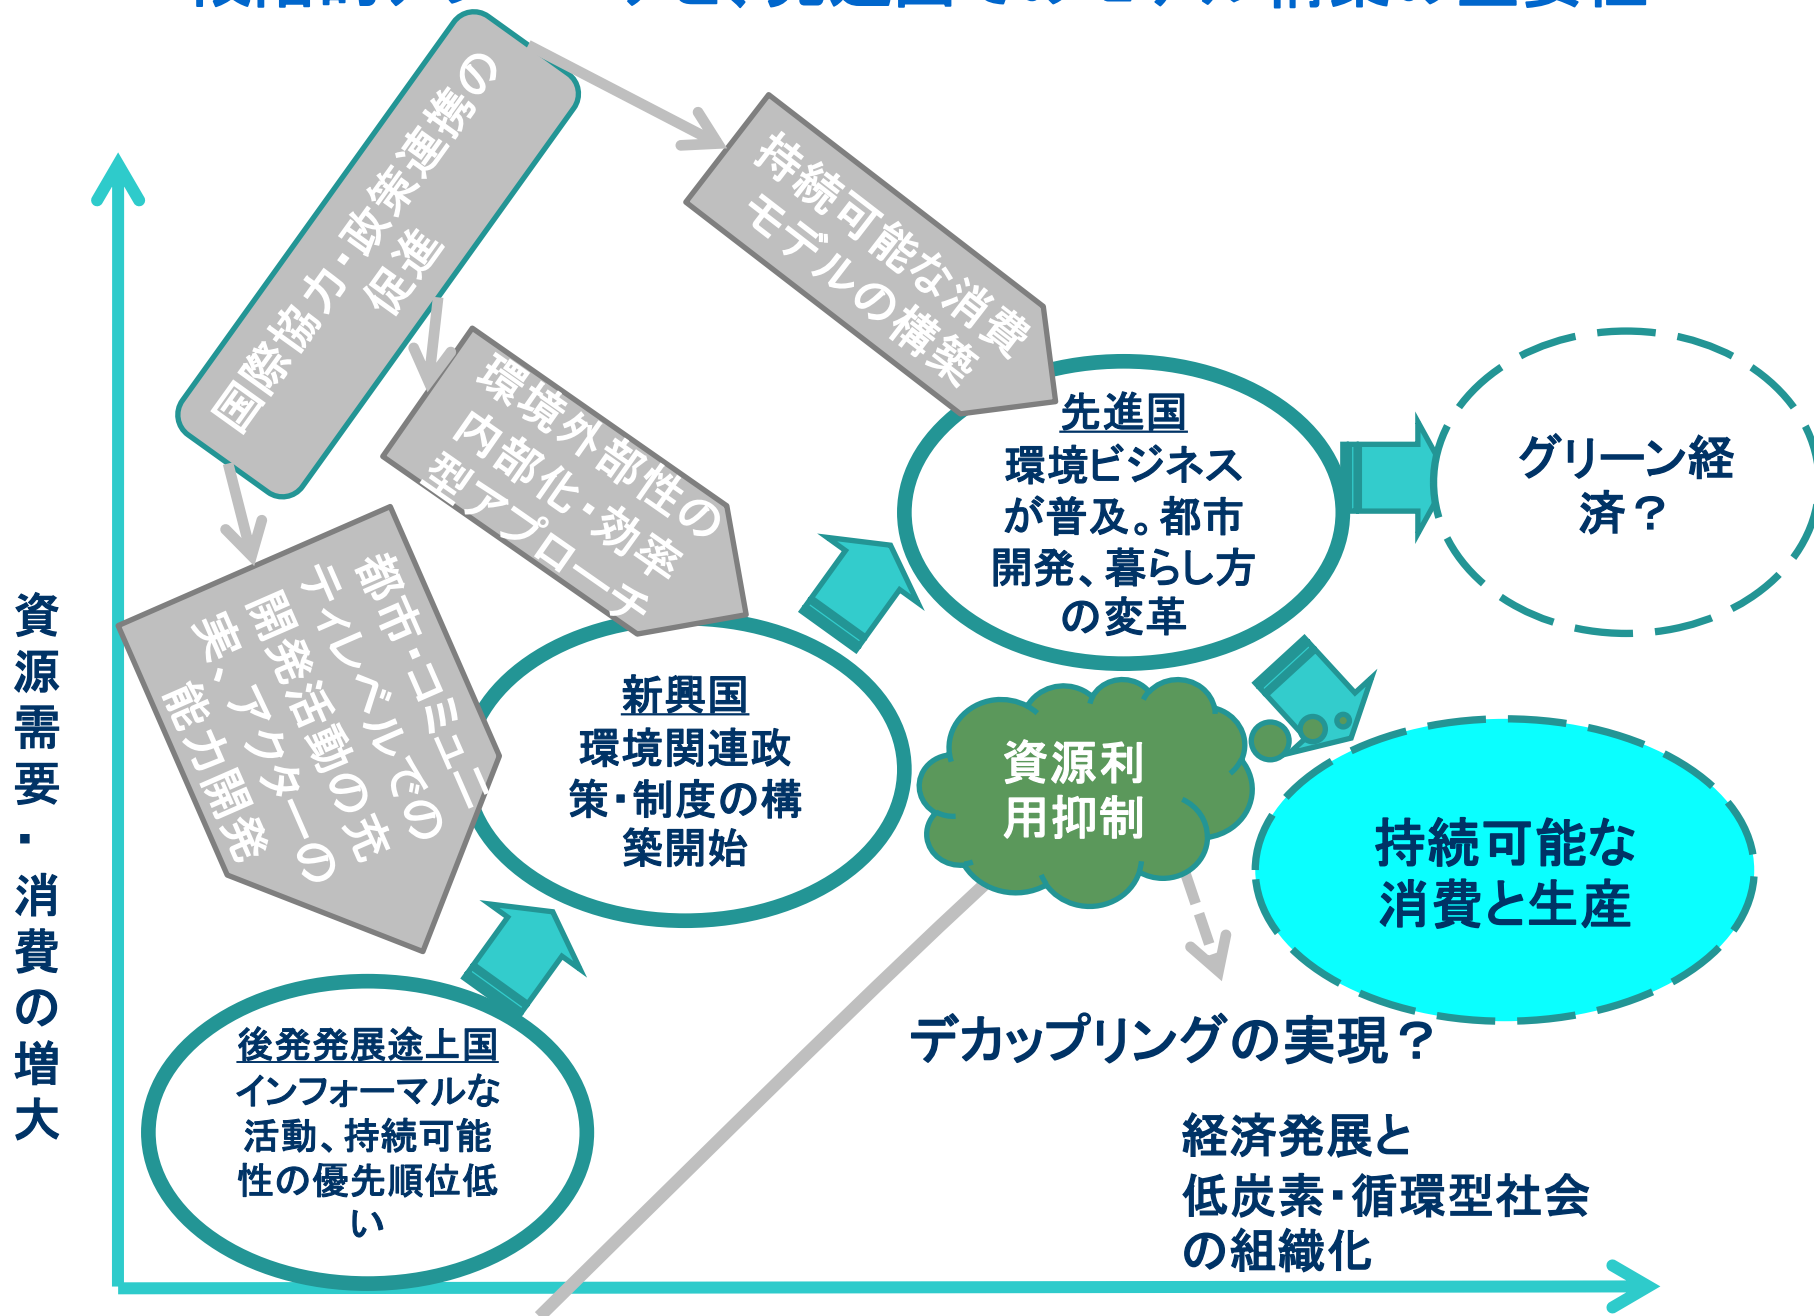 国際協力・政策連携の
促進
持続可能な消費
モデルの構築
環境外部性の
内部化・効率
型アプローチ
都市・コミュニ
ティレベルでの
開発活動の充
実、アクターの
能力開発
先進国
環境ビジネス
が普及。都市
開発、暮らし方
の変革
グリーン経
済？
新興国
環境関連政
策・制度の構
築開始
資源利
用抑制
持続可能な
消費と生産
後発発展途上国
インフォーマルな
活動、持続可能
性の優先順位低
い
デカップリングの実現？
経済発展と
低炭素・循環型社会
の組織化
資源需要・消費の増大